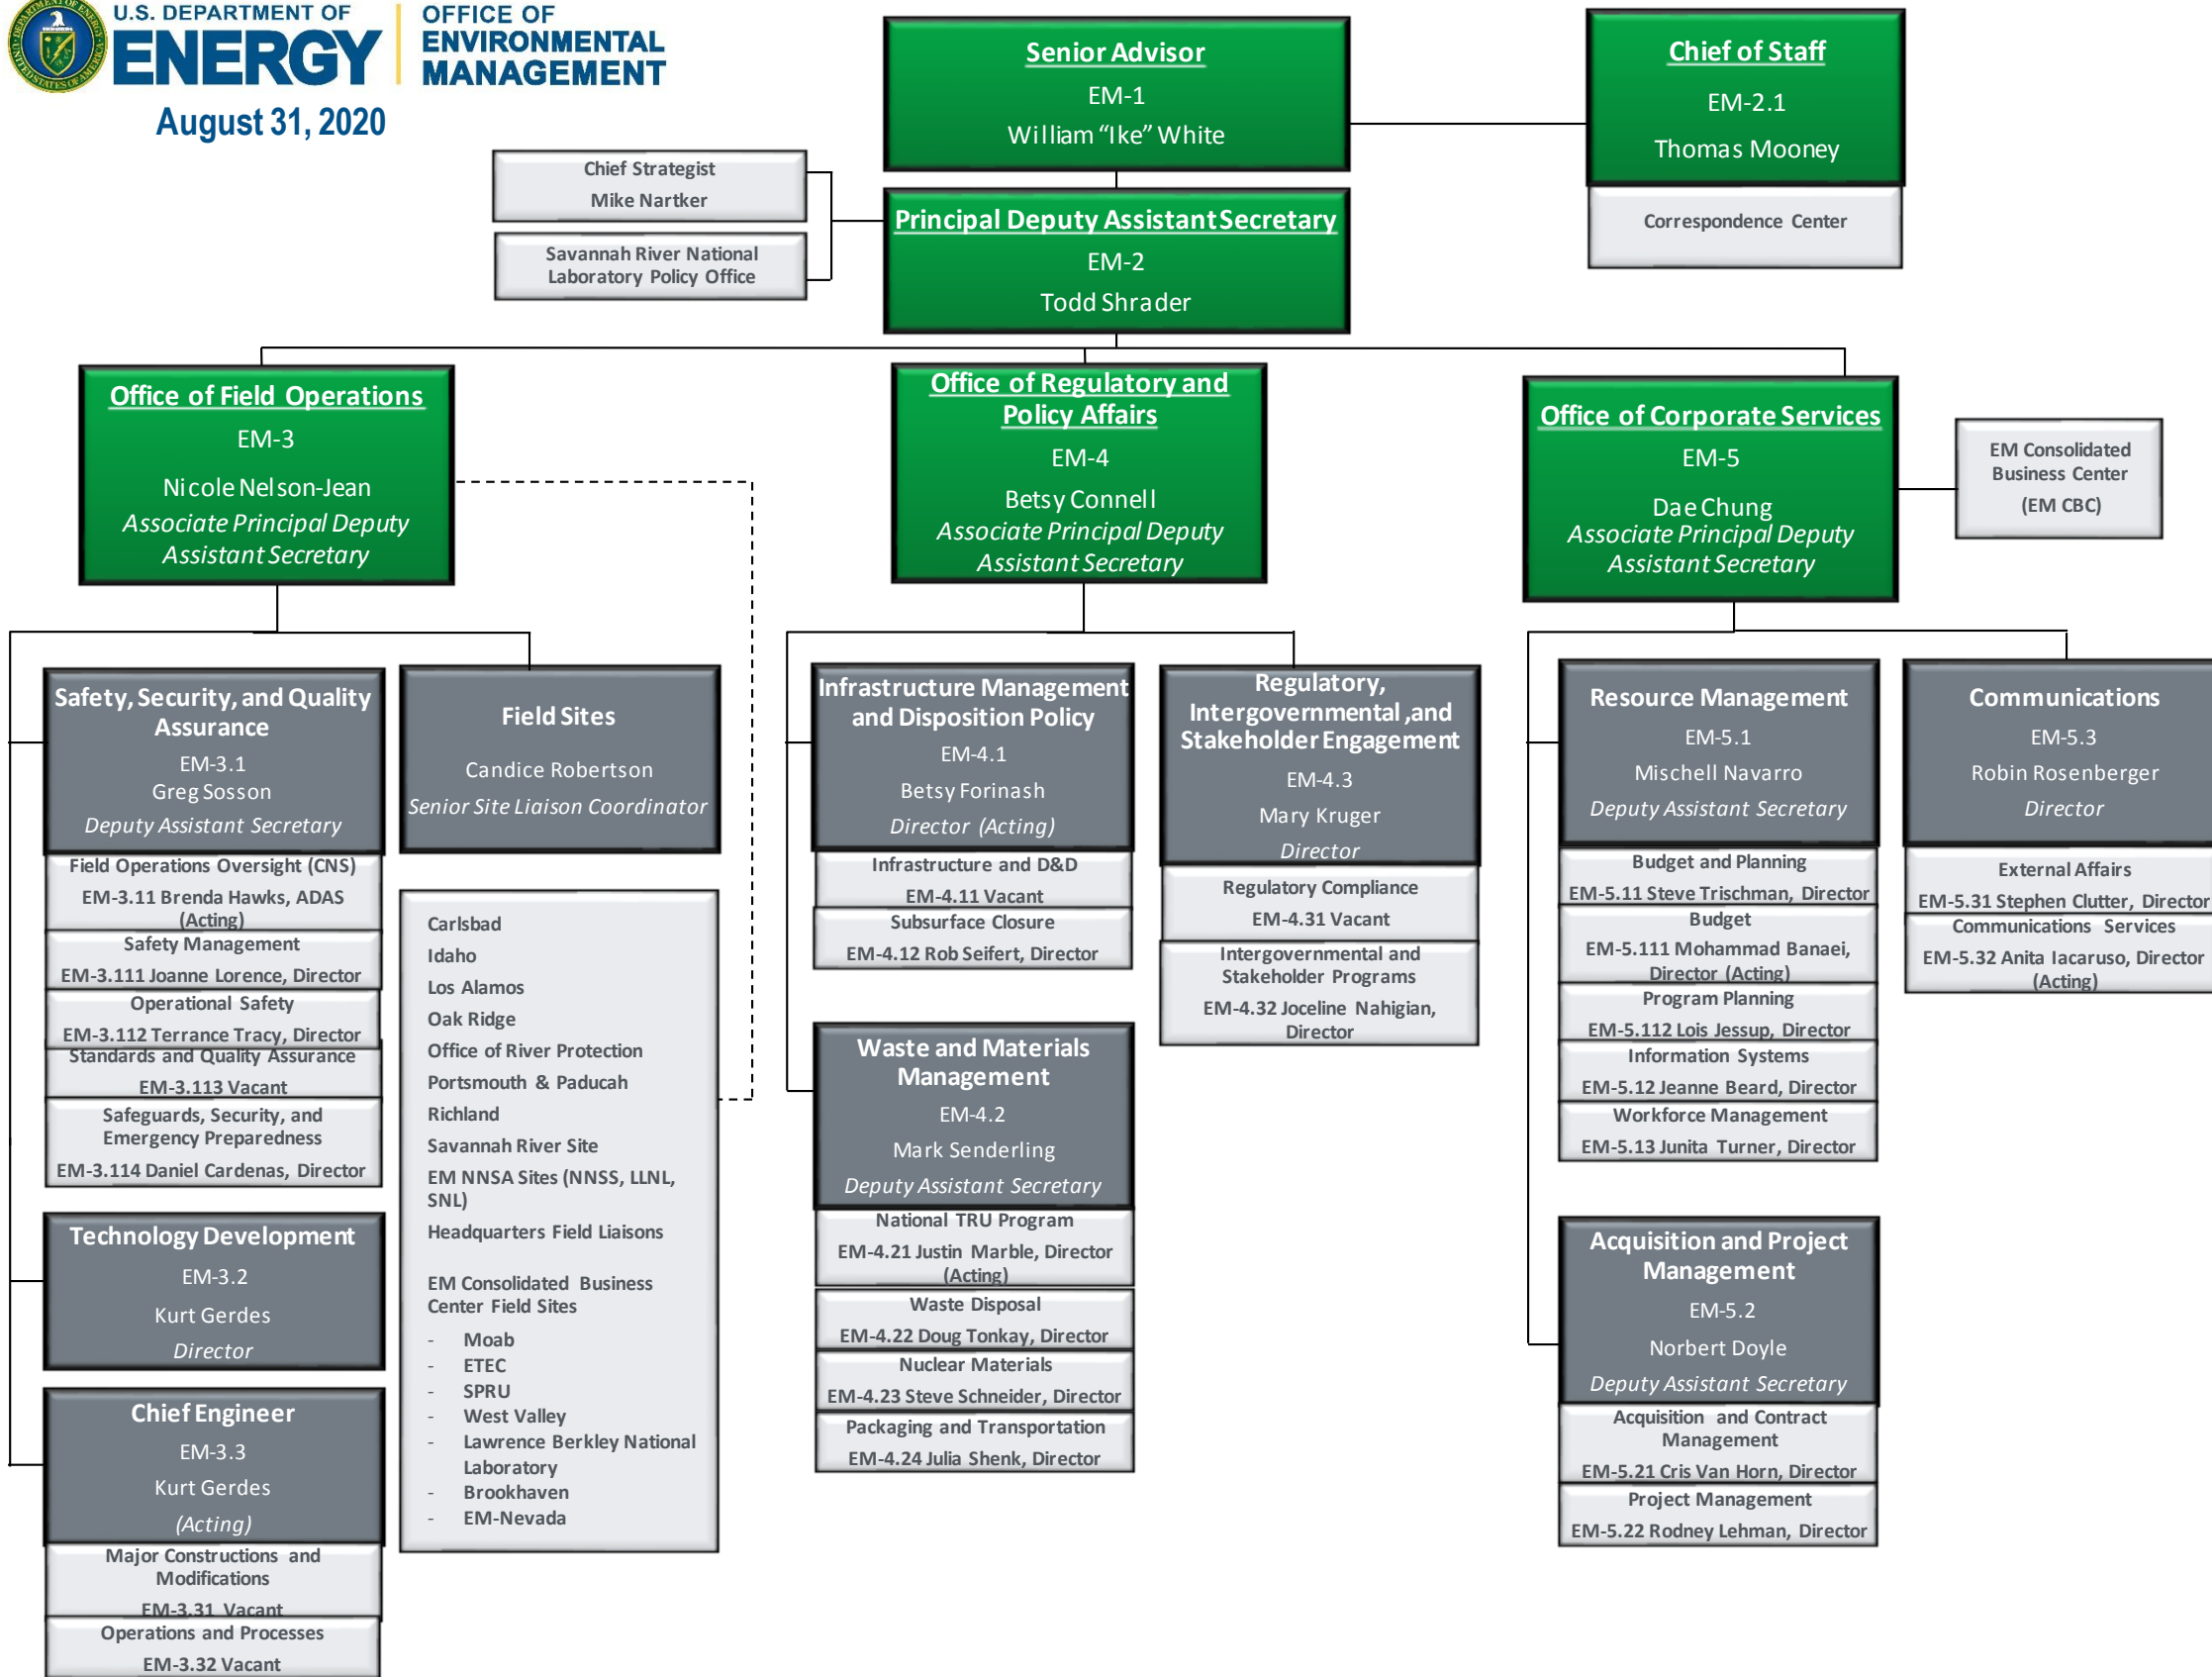 U.S. DEPARTMENT OF
ENERGY
OFFICE OF
ENVIRONMENTAL
MANAGEMENT
August 31, 2020
Senior Advisor
EM-1
William “Ike” White
Chief of Staff
EM-2.1
Thomas Mooney
Correspondence Center
Chief Strategist
Mike Nartker
Savannah River National
Laboratory Policy Office
Principal Deputy Assistant Secretary
EM-2
Todd Shrader
Office of Field Operations
EM-3
Nicole Nelson-Jean
Associate Principal Deputy
Assistant Secretary
Office of Regulatory and
Policy Affairs
EM-4
Betsy Connell
Associate Principal Deputy
Assistant Secretary
Office of Corporate Services
EM-5
Dae Chung
Associate Principal Deputy
Assistant Secretary
EM Consolidated
Business Center
(EM CBC)
Safety, Security, and Quality
Assurance
EM-3.1
Greg Sosson
Deputy Assistant Secretary
Field Operations Oversight (CNS)
EM-3.11 Brenda Hawks, ADAS
(Acting)
Safety Management
EM-3.111 Joanne Lorence, Director
Operational Safety
EM-3.112 Terrance Tracy, Director
Standards and Quality Assurance
EM-3.113 Vacant
Safeguards, Security, and
Emergency Preparedness
EM-3.114 Daniel Cardenas, Director
Technology Development
EM-3.2
Kurt Gerdes
Director
Chief Engineer
EM-3.3
Kurt Gerdes
(Acting)
Major Constructions and
Modifications
EM-3.31 Vacant
Operations and Processes
EM-3.32 Vacant
Field Sites
Candice Robertson
Senior Site Liaison Coordinator
Carlsbad
Idaho
Los Alamos
Oak Ridge
Office of River Protection
Portsmouth & Paducah
Richland
Savannah River Site
EM NNSA Sites (NNSS, LLNL,
SNL)
Headquarters Field Liaisons
EM Consolidated Business
Center Field Sites
- Moab
- ETEC
- SPRU
- West Valley
- Lawrence Berkley National
Laboratory
- Brookhaven
- EM-Nevada
Infrastructure Management
and Disposition Policy
EM-4.1
Betsy Forinash
Director (Acting)
Infrastructure and D&D
EM-4.11 Vacant
Subsurface Closure
EM-4.12 Rob Seifert, Director
Waste and Materials
Management
EM-4.2
Mark Senderling
Deputy Assistant Secretary
National TRU Program
EM-4.21 Justin Marble, Director
(Acting)
Waste Disposal
EM-4.22 Doug Tonkay, Director
Nuclear Materials
EM-4.23 Steve Schneider, Director
Packaging and Transportation
EM-4.24 Julia Shenk, Director
Regulatory,
Intergovernmental ,and
Stakeholder Engagement
EM-4.3
Mary Kruger
Director
Regulatory Compliance
EM-4.31 Vacant
Intergovernmental and
Stakeholder Programs
EM-4.32 Joceline Nahigian,
Director
Resource Management
EM-5.1
Mischell Navarro
Deputy Assistant Secretary
Budget and Planning
EM-5.11 Steve Trischman, Director
Budget
EM-5.111 Mohammad Banaei,
Director (Acting)
Program Planning
EM-5.112 Lois Jessup, Director
Information Systems
EM-5.12 Jeanne Beard, Director
Workforce Management
EM-5.13 Junita Turner, Director
Acquisition and Project
Management
EM-5.2
Norbert Doyle
Deputy Assistant Secretary
Acquisition and Contract
Management
EM-5.21 Cris Van Horn, Director
Project Management
EM-5.22 Rodney Lehman, Director
Communications
EM-5.3
Robin Rosenberger
Director
External Affairs
EM-5.31 Stephen Clutter, Director
Communications Services
EM-5.32 Anita Iacaruso, Director
(Acting)